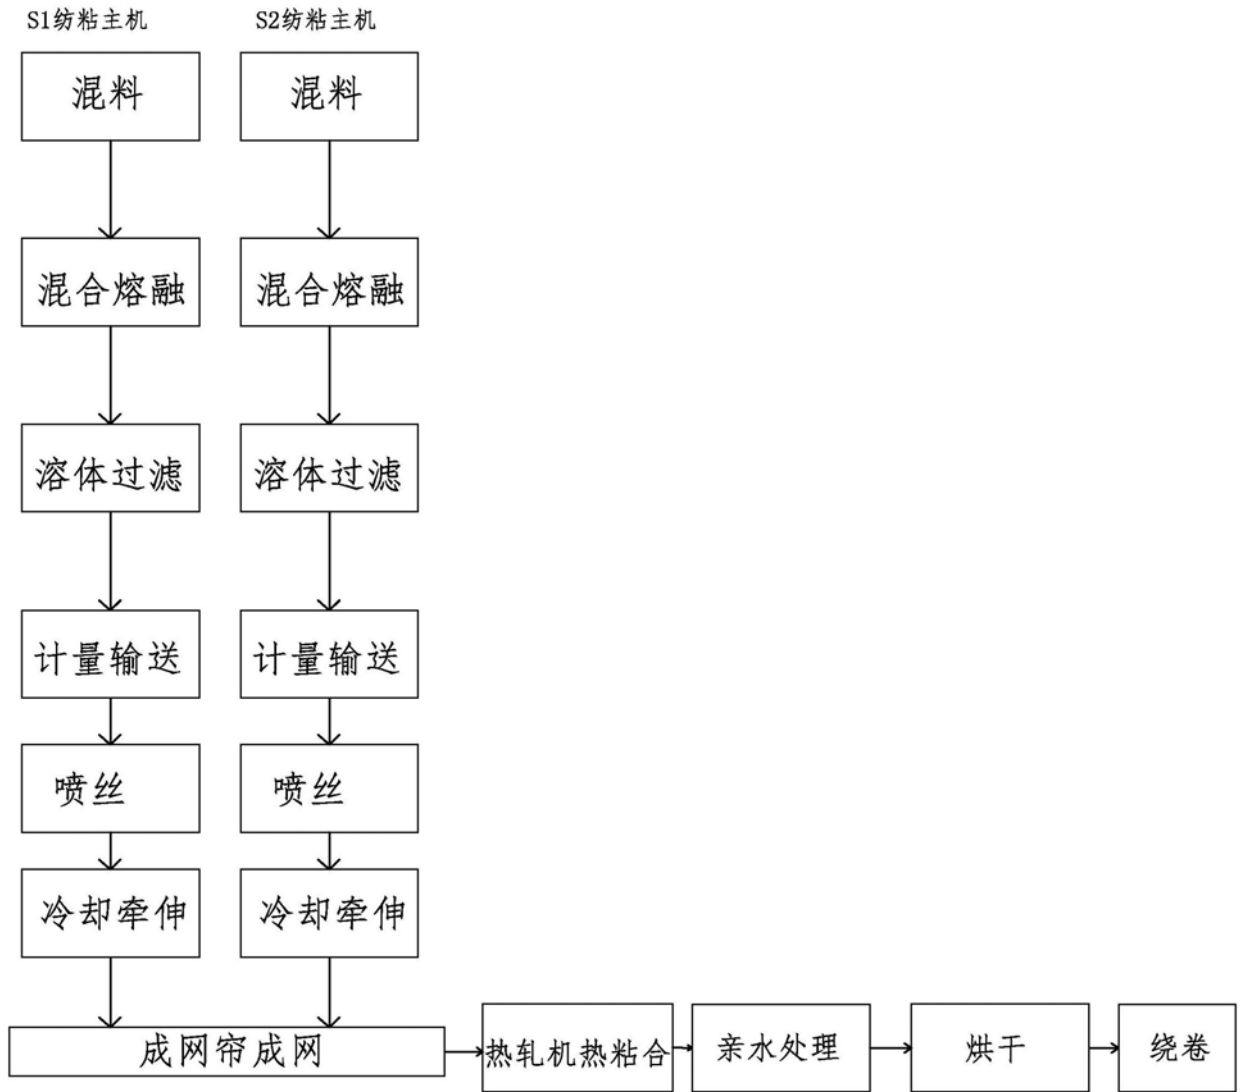 S1纺粘主机
S2纺粘主机
混料
混料
混合熔融
混合熔融
溶体过滤
溶体过滤
计量输送
计量输送
喷丝
喷丝
冷却牵伸
冷却牵伸
成网帘成网
热轧机热粘合
亲水处理
烘干
绕卷